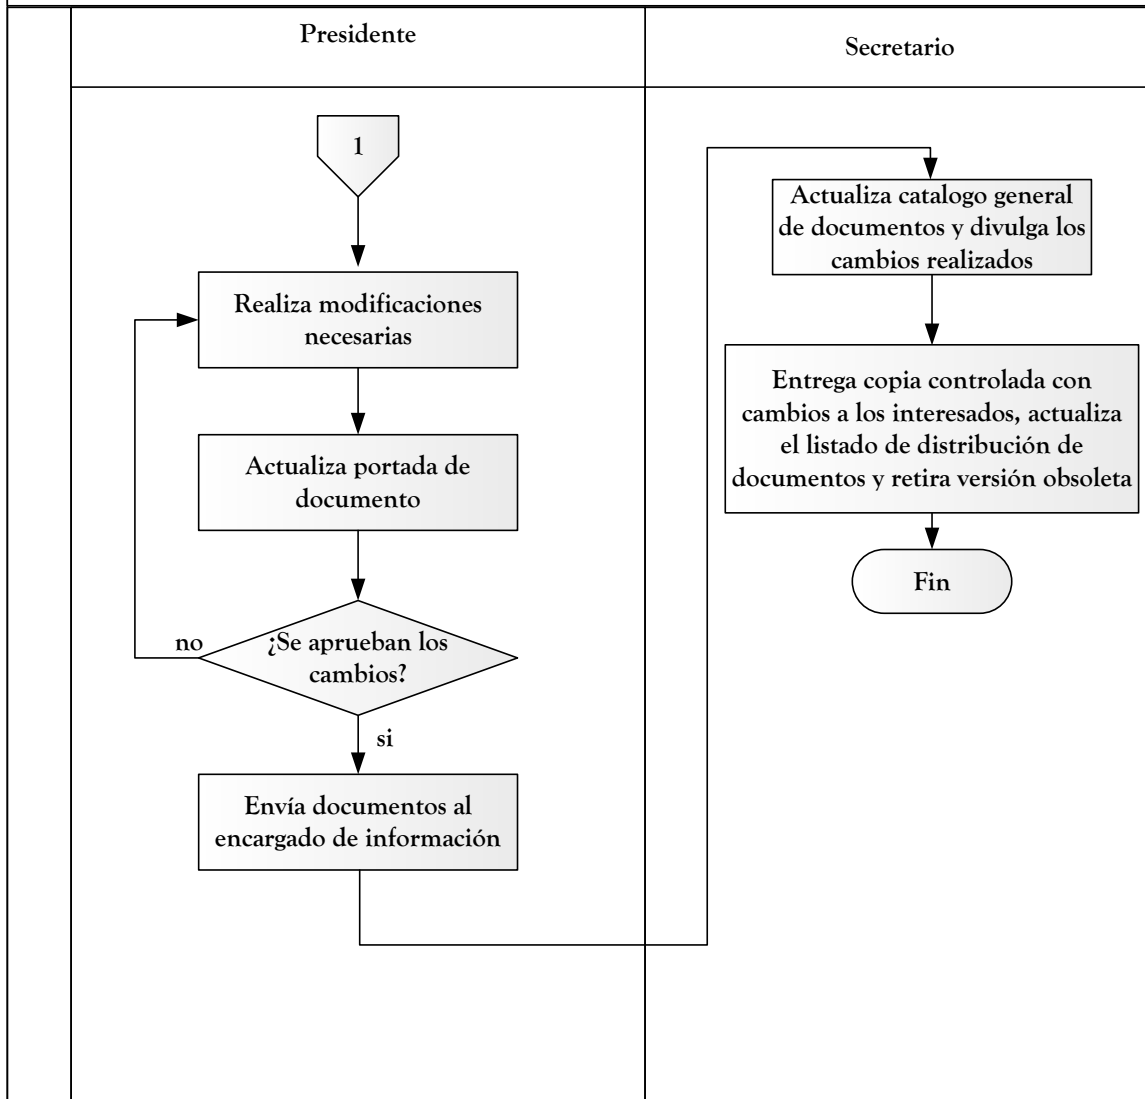 Presidente
Secretario
1
Realiza modificaciones
necesarias
Actualiza portada de
documento
¿Se aprueban los
cambios?
no
si
Envía documentos al
encargado de información
Actualiza catalogo general
de documentos y divulga los
cambios realizados
Entrega copia controlada con
cambios a los interesados, actualiza
el listado de distribución de
documentos y retira versión obsoleta
Fin